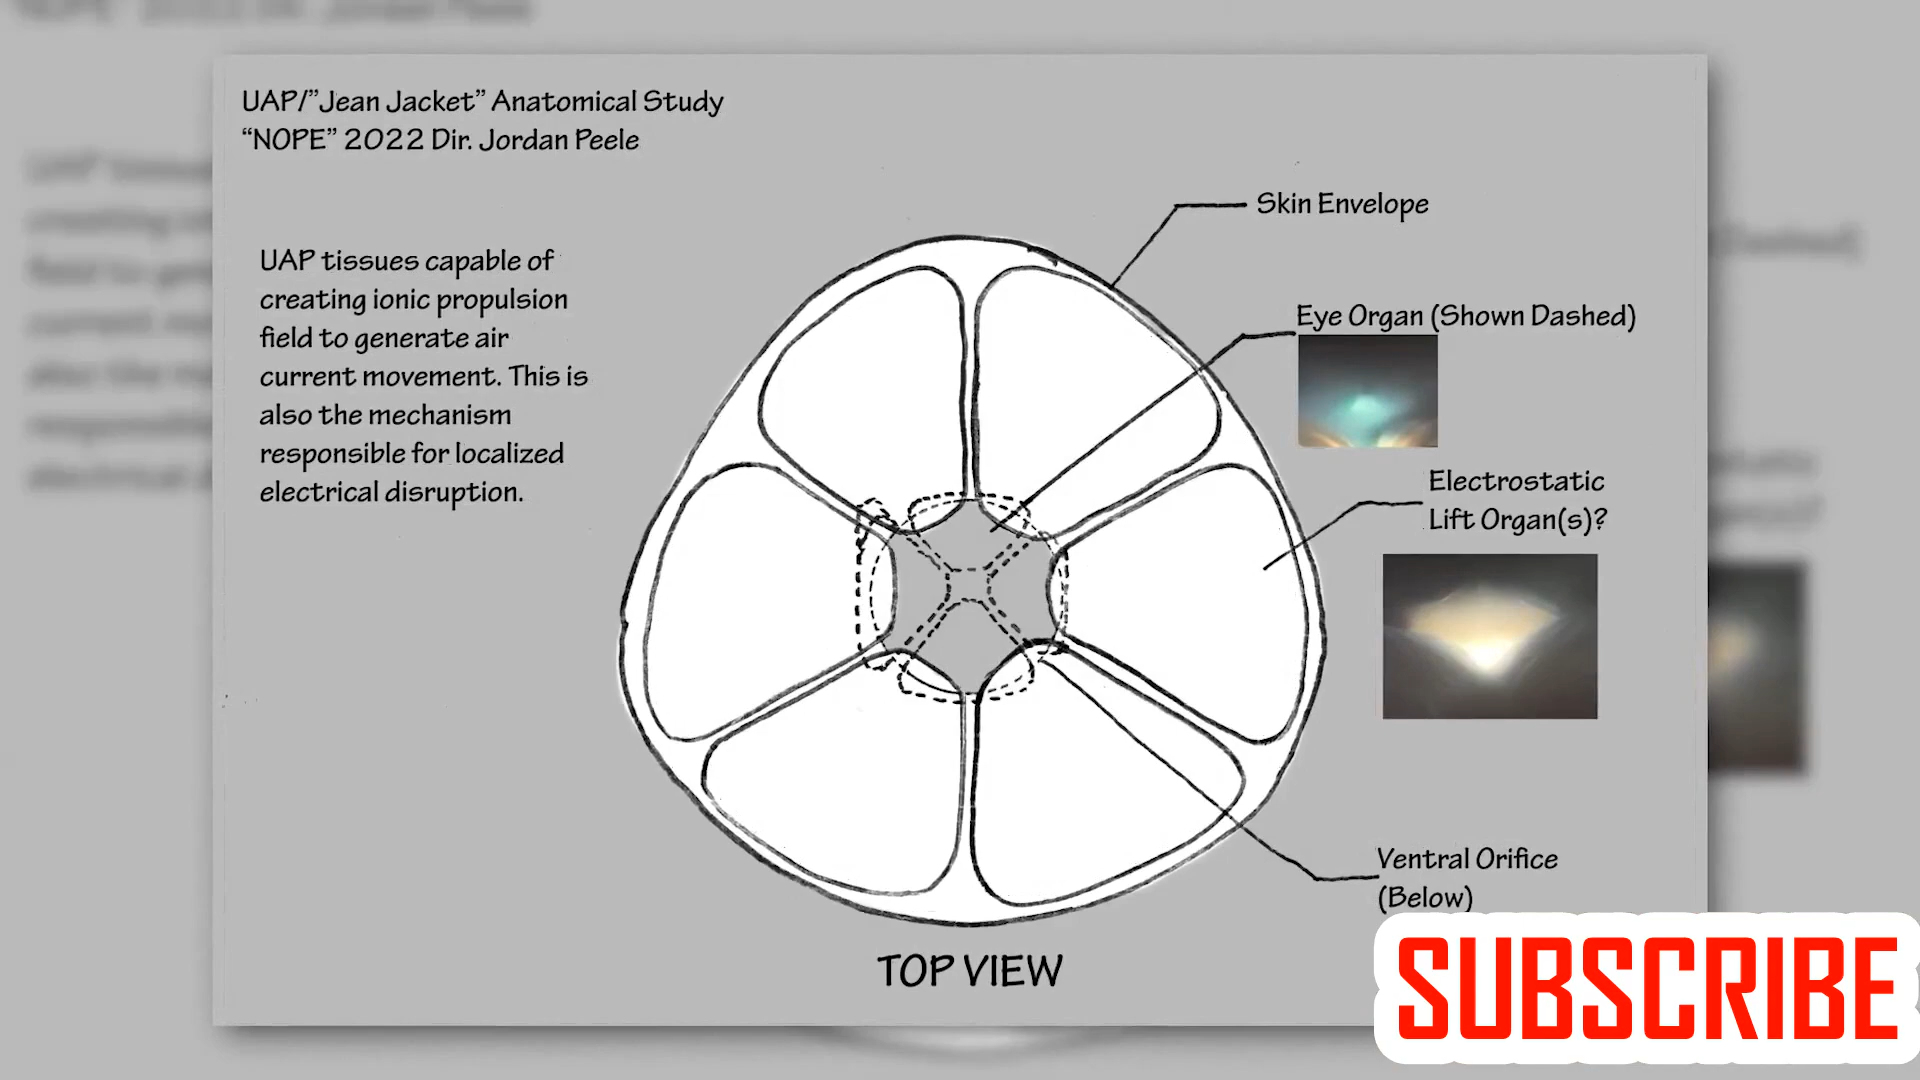 UAP/”Jean Jacket” Anatomical Study
“NOPE” 2022 Dir. Jordan Peele
UAP tissues capable of
creating ionic propulsion
field to generate air
current movement. This is
also the mechanism
responsible for localized
electrical disruption.
Skin Envelope
Eye Organ (Shown Dashed)
Electrostatic
Lift Organ(s)?
Ventral Orifice
(Below)
TOP VIEW
SUBSCRIBE